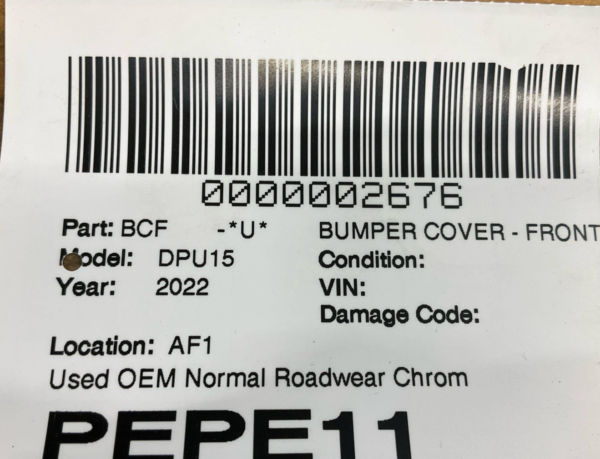 0000002676
Part: BCF -*U* BUMPER COVER - FRONT
Model: DPU15 Condition:
Year: 2022 VIN:
Damage Code:
Location: AF1
Used OEM Normal Roadwear Chrom
PEPE11